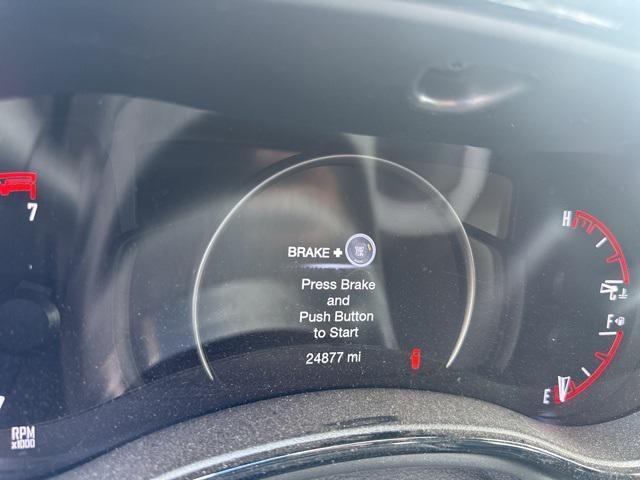 7
H
BRAKE +
Press Brake
and
Push Button
to Start
C
F
24877 mi
E
RPM
x1000